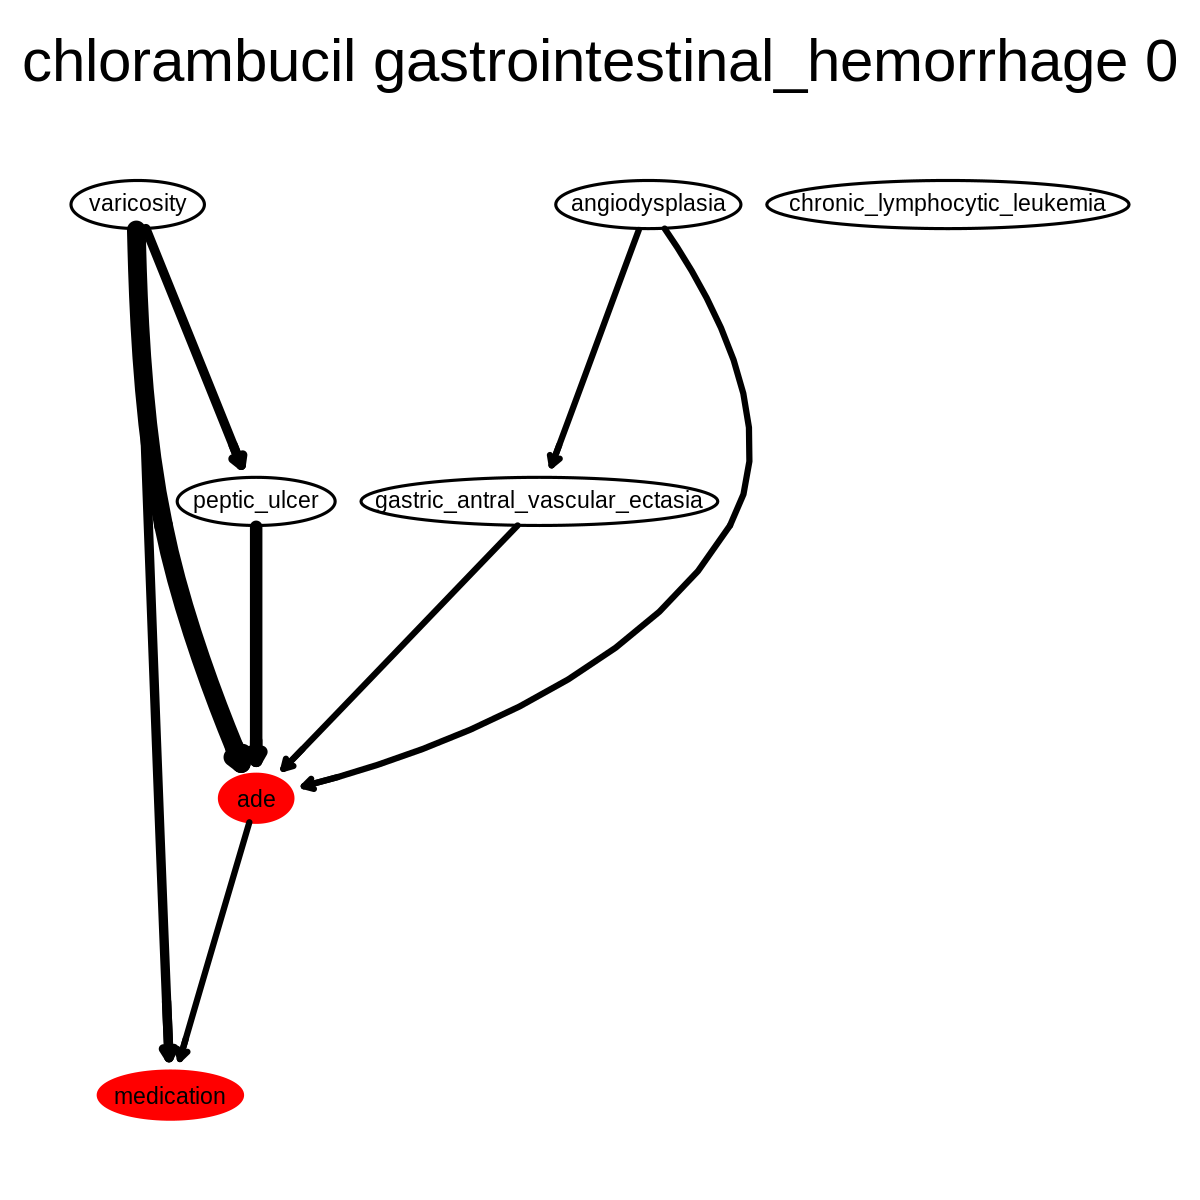 chlorambucil gastrointestinal_hemorrhage 0
varicosity
angiodysplasia
chronic_lymphocytic_leukemia
peptic_ulcer
gastric_antral_vascular_ectasia
ade
medication